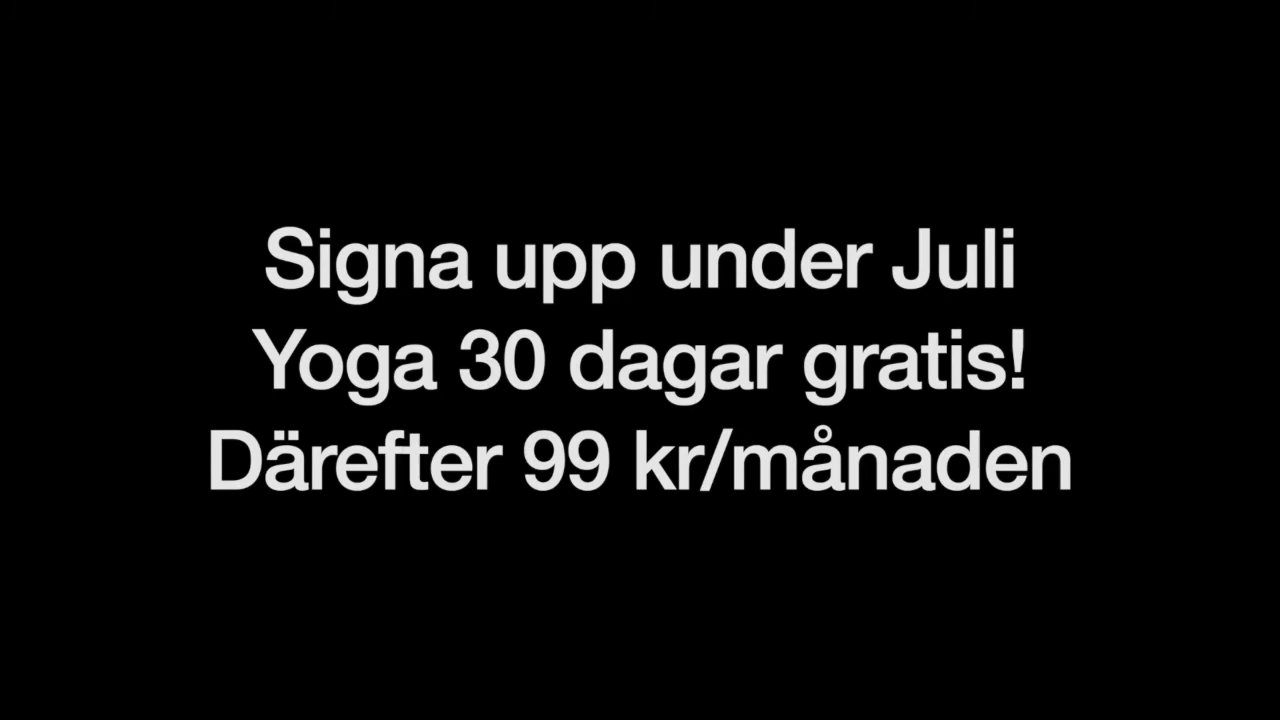 Signa upp under Juli
Yoga 30 dagar gratis!
Därefter 99 kr/månaden